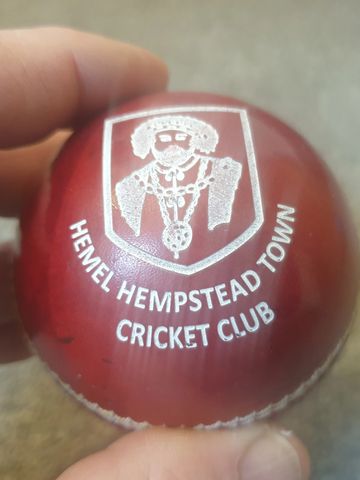 HEMEL HEMPSTEAD TOWN
CRICKET CLUB